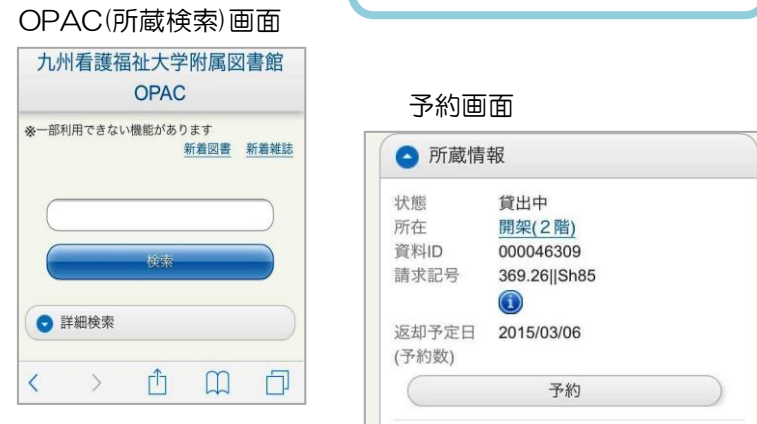 OPAC(所蔵検索)画面
九州看護福祉大学附属図書館
OPAC
※一部利用できない機能があります
新着図書 新着雑誌
検索
詳細検索
予約画面
所蔵情報
状態 貸出中
所在 開架(2階)
資料ID 000046309
請求記号 369.26||Sh85
i
返却予定日 2015/03/06
(予約数)
予約